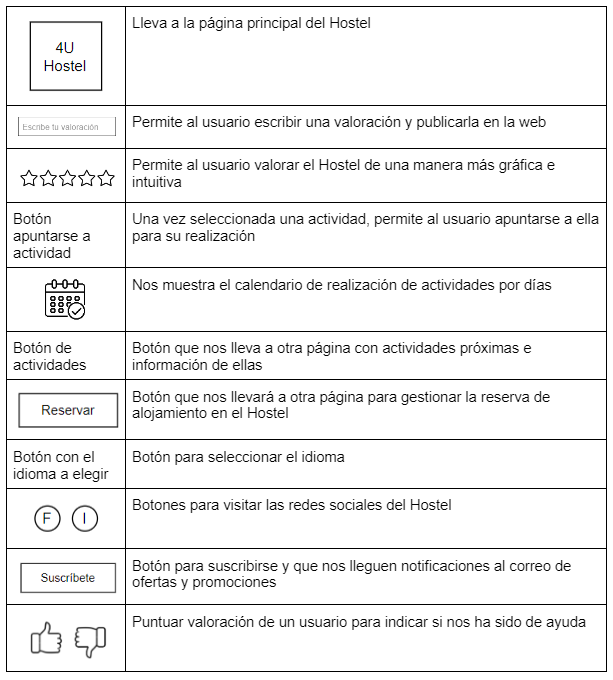 4U
Hostel
Lleva a la página principal del Hostel
Escribe tu valoración
Permite al usuario escribir una valoración y publicarla en la web
Permite al usuario valorar el Hostel de una manera más gráfica e
intuitiva
Botón
apuntarse a
actividad
Una vez seleccionada una actividad, permite al usuario apuntarse a ella
para su realización
Nos muestra el calendario de realización de actividades por días
Botón de
actividades
Botón que nos lleva a otra página con actividades próximas e
información de ellas
Reservar
Botón que nos llevará a otra página para gestionar la reserva de
alojamiento en el Hostel
Botón con el
idioma a elegir
Botón para seleccionar el idioma
F I
Botones para visitar las redes sociales del Hostel
Suscríbete
Botón para suscribirse y que nos lleguen notificaciones al correo de
ofertas y promociones
Puntuar valoración de un usuario para indicar si nos ha sido de ayuda